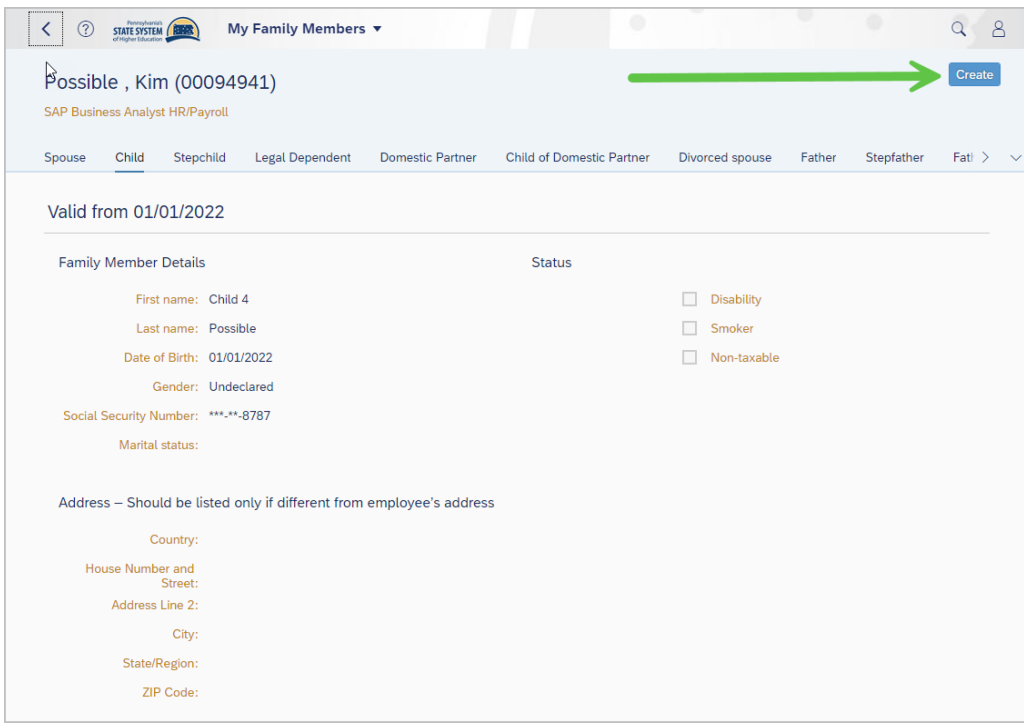 Pennsylvania's
STATE SYSTEM
of Higher Education
My Family Members
Possible , Kim (00094941)
Create
SAP Business Analyst HR/Payroll
Spouse Child Stepchild Legal Dependent Domestic Partner Child of Domestic Partner Divorced spouse Father Stepfather
Valid from 01/01/2022
Family Member Details
Status
First name: Child 4
Disability
Last name: Possible
Smoker
Date of Birth: 01/01/2022
Non-taxable
Gender: Undeclared
Social Security Number: ***-**-8787
Marital status:
Address – Should be listed only if different from employee's address
Country:
House Number and
Street:
Address Line 2:
City:
State/Region:
ZIP Code: